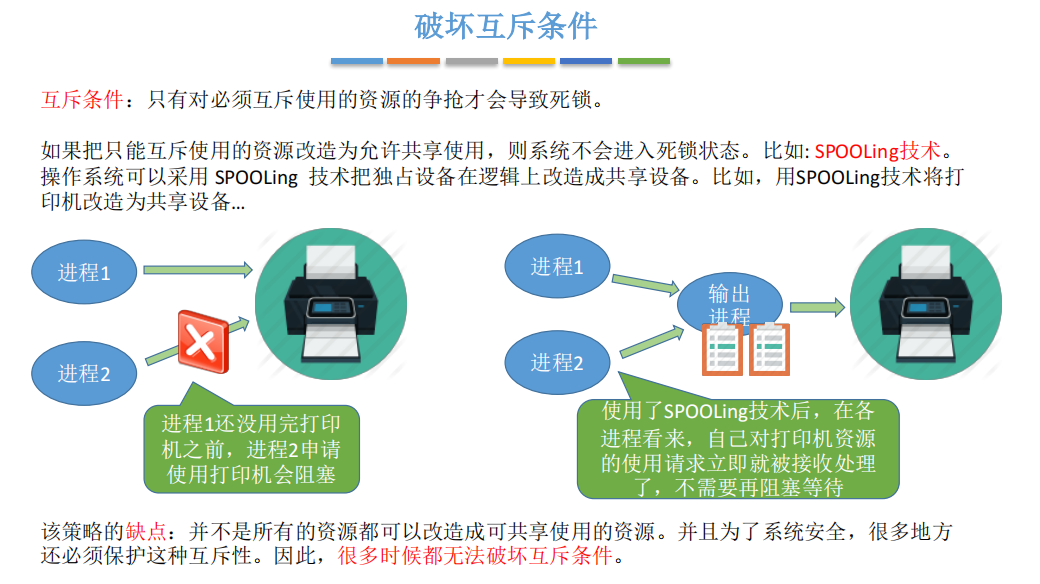 破坏互斥条件
互斥条件：只有对必须互斥使用的资源的争抢才会导致死锁。
如果把只能互斥使用的资源改造为允许共享使用，则系统不会进入死锁状态。比如: SPOOLing技术。
操作系统可以采用 SPOOLing 技术把独占设备在逻辑上改造成共享设备。比如，用SPOOLing技术将打
印机改造为共享设备...
进程1
进程2
进程1还没用完打印
机之前，进程2申请
使用打印机会阻塞
进程1
进程2
输出
进程
使用了SPOOLing技术后，在各
进程看来，自己对打印机资源
的使用请求立即就被接收处理
了，不需要再阻塞等待
该策略的缺点：并不是所有的资源都可以改造成可共享使用的资源。并且为了系统安全，很多地方
还必须保护这种互斥性。因此，很多时候都无法破坏互斥条件。